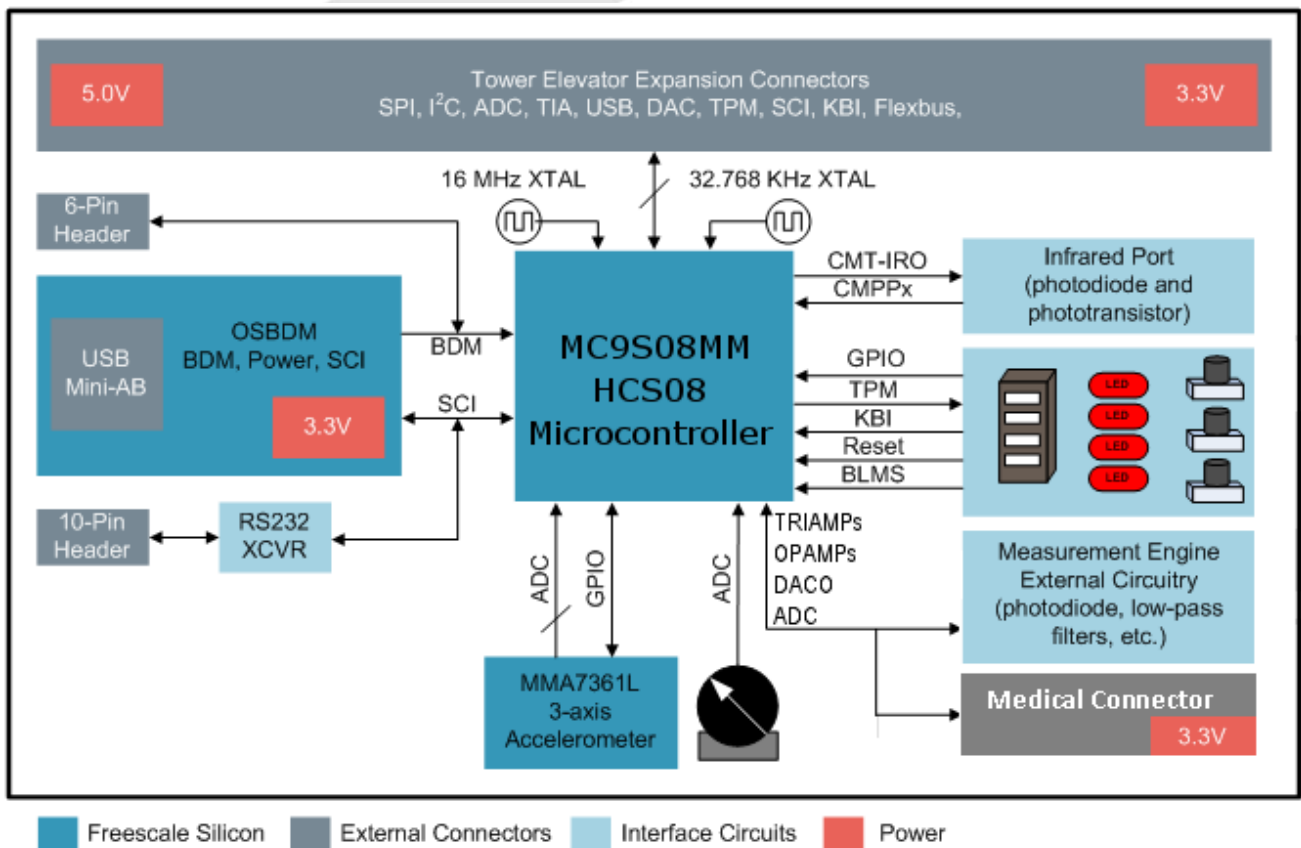 5.0V
Tower Elevator Expansion Connectors
SPI, I²C, ADC, TIA, USB, DAC, TPM, SCI, KBI, Flexbus,
3.3V
16 MHz XTAL
32.768 KHz XTAL
6-Pin
Header
USB
Mini-AB
OSBDM
BDM, Power, SCI
3.3V
BDM
SCI
10-Pin
Header
RS232
XCVR
MC9S08MM
HCS08
Microcontroller
CMT-IRO
CMPPx
Infrared Port
(photodiode and
phototransistor)
GPIO
TPM
KBI
Reset
BLMS
LED
LED
LED
LED
ADC
GPIO
ADC
TRIAMPs
OPAMPs
DACO
ADC
Measurement Engine
External Circuitry
(photodiode, low-pass
filters, etc.)
MMA7361L
3-axis
Accelerometer
Medical Connector
3.3V
Freescale Silicon
External Connectors
Interface Circuits
Power